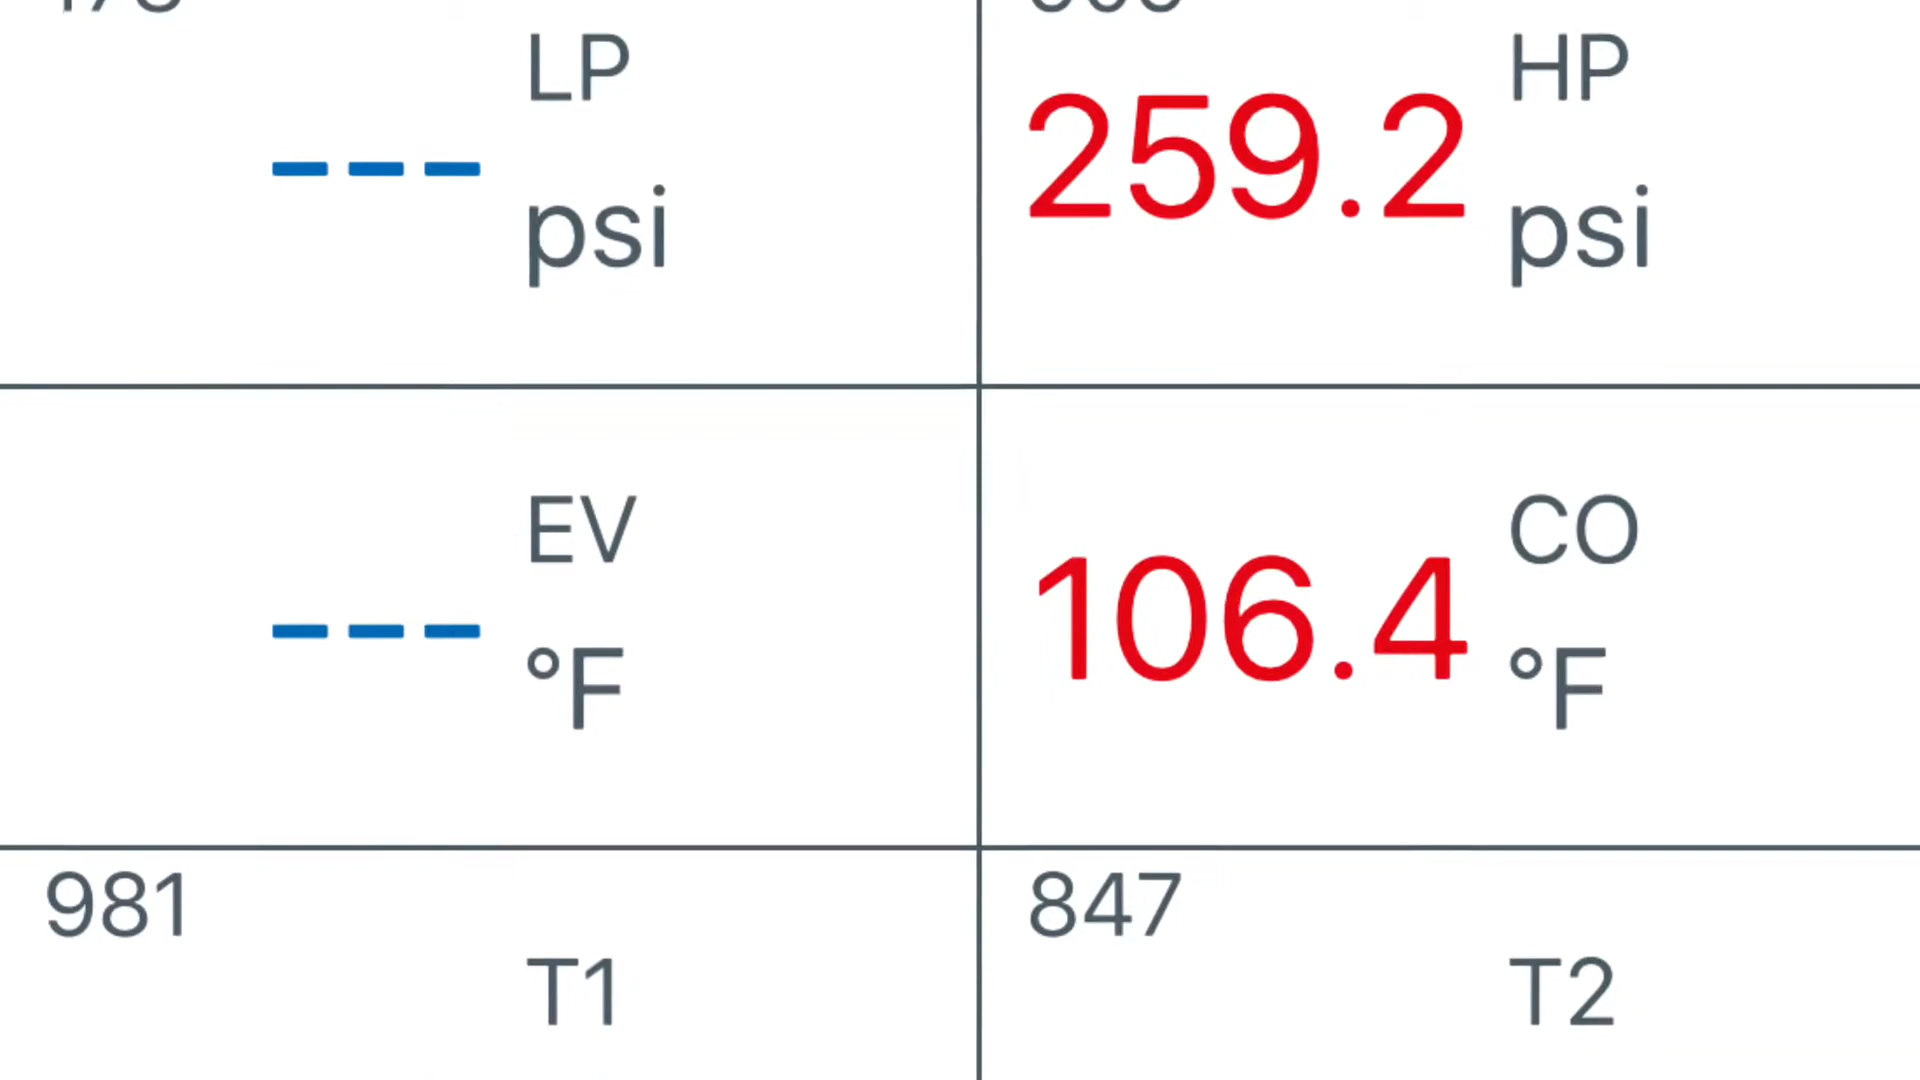 LP
---
psi
HP
259.2
psi
EV
---
°F
CO
106.4
°F
981
T1
847
T2